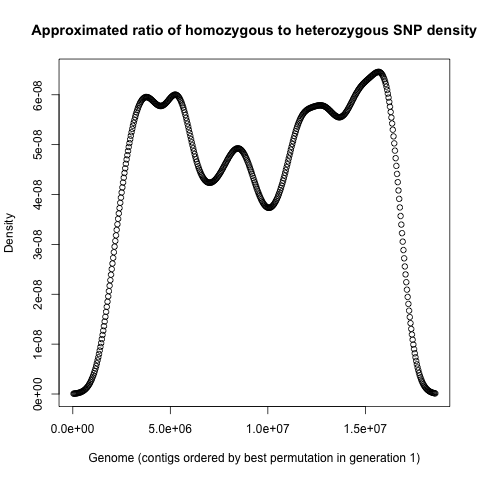 Approximated ratio of homozygous to heterozygous SNP density
Density
6e-08
5e-08
4e-08
3e-08
2e-08
1e-08
0e+00
0.0e+00 5.0e+06 1.0e+07 1.5e+07
Genome (contigs ordered by best permutation in generation 1)